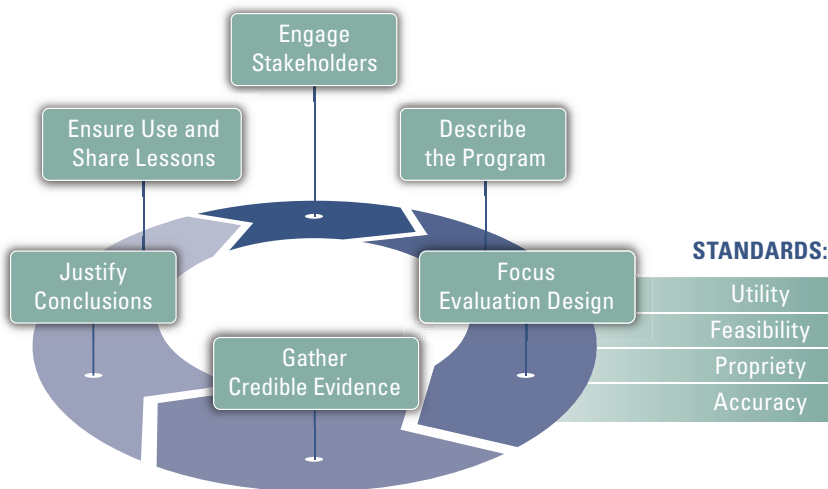 Engage
Stakeholders
Ensure Use and
Share Lessons
Describe
the Program
Justify
Conclusions
Focus
Evaluation Design
Gather
Credible Evidence
STANDARDS:
Utility
Feasibility
Propriety
Accuracy